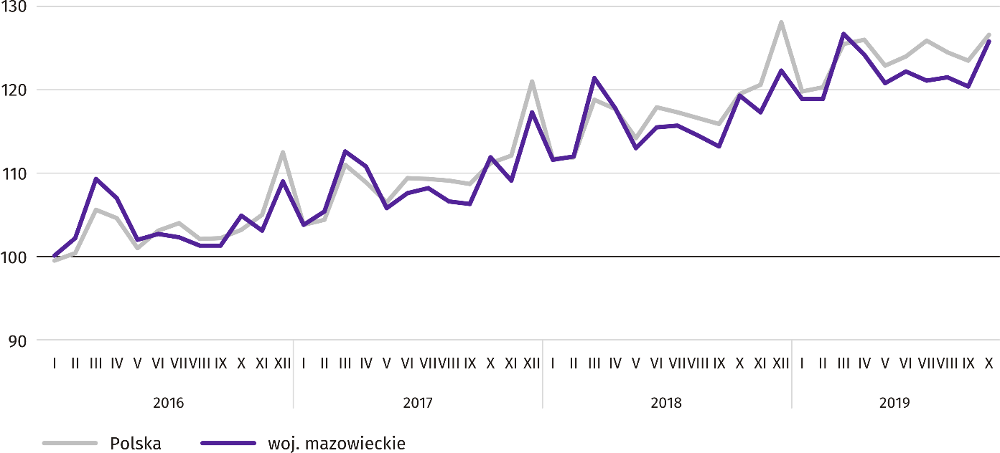 130
120
110
100
90
I II III IV V VI VII VIII IX X XI XII I II III IV V VI VII VIII IX X XI XII I II III IV V VI VII VIII IX X XI XII I II III IV V VI VII VIII IX X
2016 2017 2018 2019
Polska woj. mazowieckie